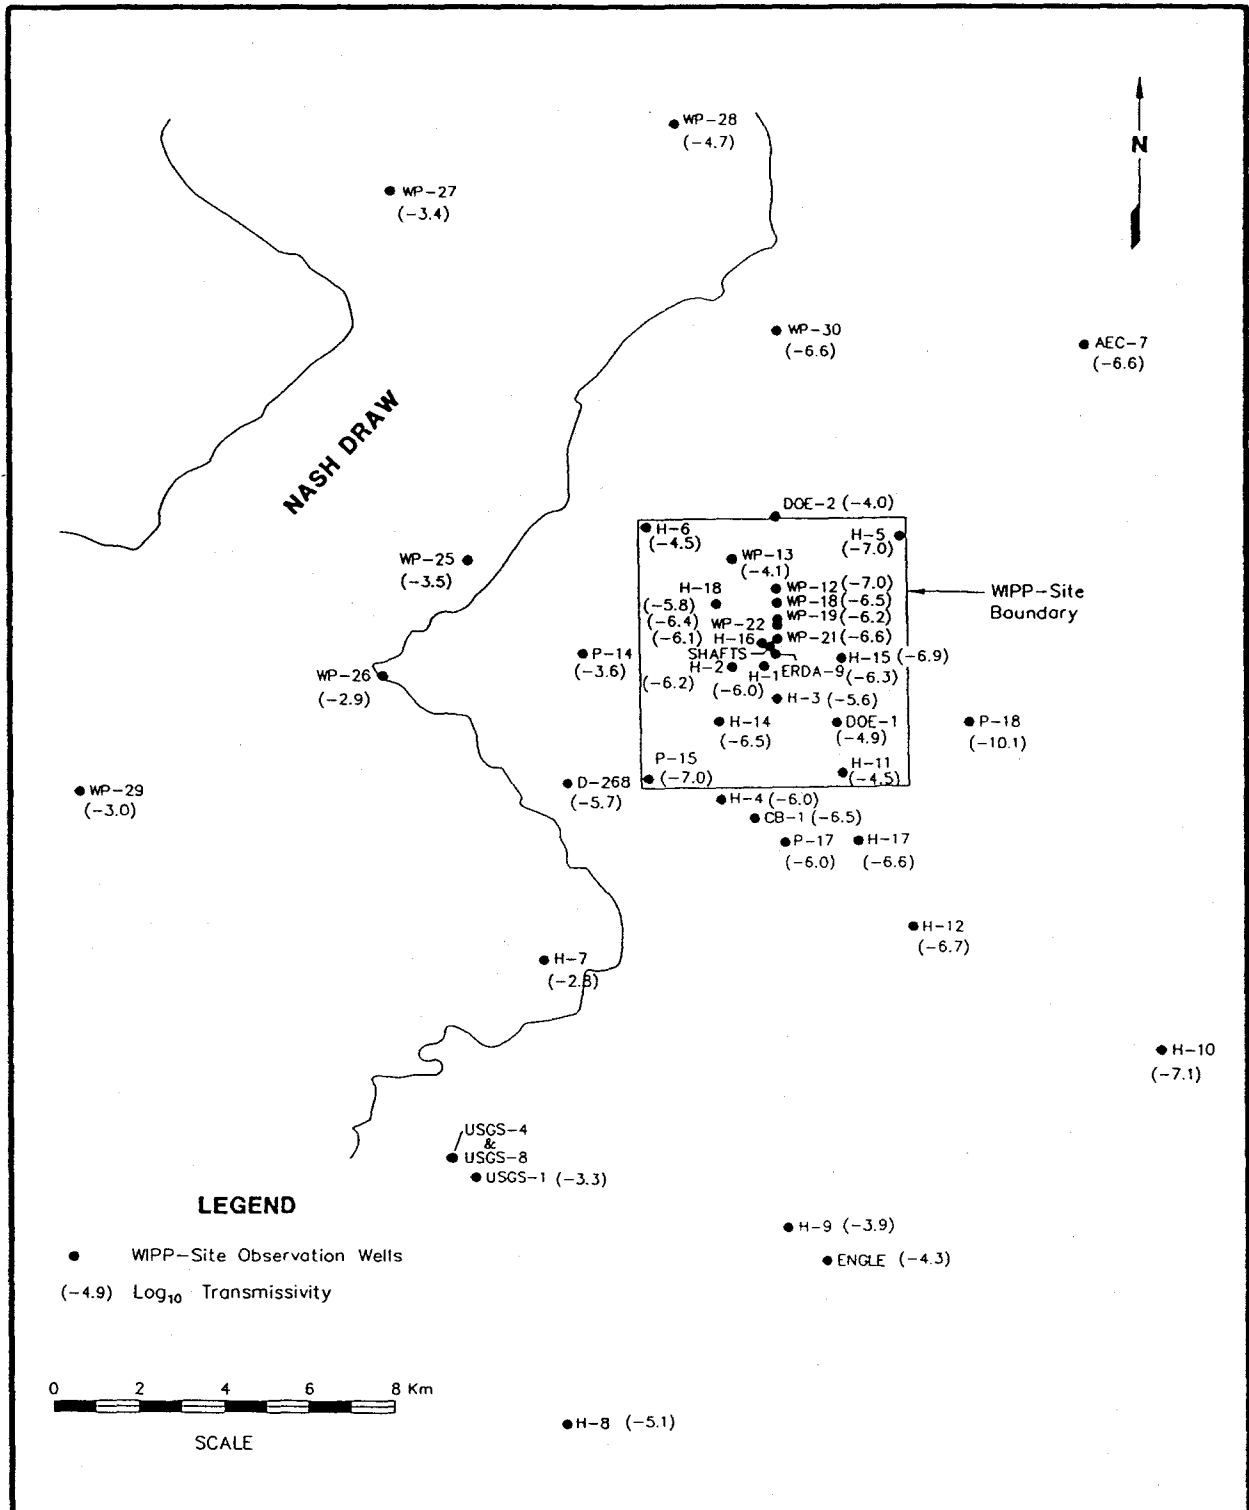 WP-28
(-4.7)
N
WP-27
(-3.4)
WP-30
(-6.6)
AEC-7
(-6.6)
NASH DRAW
DOE-2 (-4.0)
H-6
(-4.5)
H-5
(-7.0)
WP-13
(-4.1)
WP-25
(-3.5)
H-18
(-5.8)
WP-12 (-7.0)
WP-18 (-6.5)
WP-19 (-6.2)
(-6.4)
WP-22
(-6.1)
H-16
WP-21 (-6.6)
WIPP-Site
Boundary
SHAFTS
P-14
(-3.6)
H-2
(-6.2)
H-1
(-6.0)
ERDA-9
(-6.3)
H-15 (-6.9)
WP-26
(-2.9)
H-3 (-5.6)
H-14
(-6.5)
DOE-1
(-4.9)
P-18
(-10.1)
P-15
(-7.0)
H-11
(-4.5)
WP-29
(-3.0)
D-268
(-5.7)
H-4 (-6.0)
CB-1 (-6.5)
P-17
(-6.0)
H-17
(-6.6)
H-12
(-6.7)
H-7
(-2.8)
H-10
(-7.1)
USGS-4
&
USGS-8
USGS-1 (-3.3)
LEGEND
WIPP-Site Observation Wells
(-4.9) Log₁₀ Transmissivity
H-9 (-3.9)
ENGLE (-4.3)
0 2 4 6 8 Km
SCALE
H-8 (-5.1)